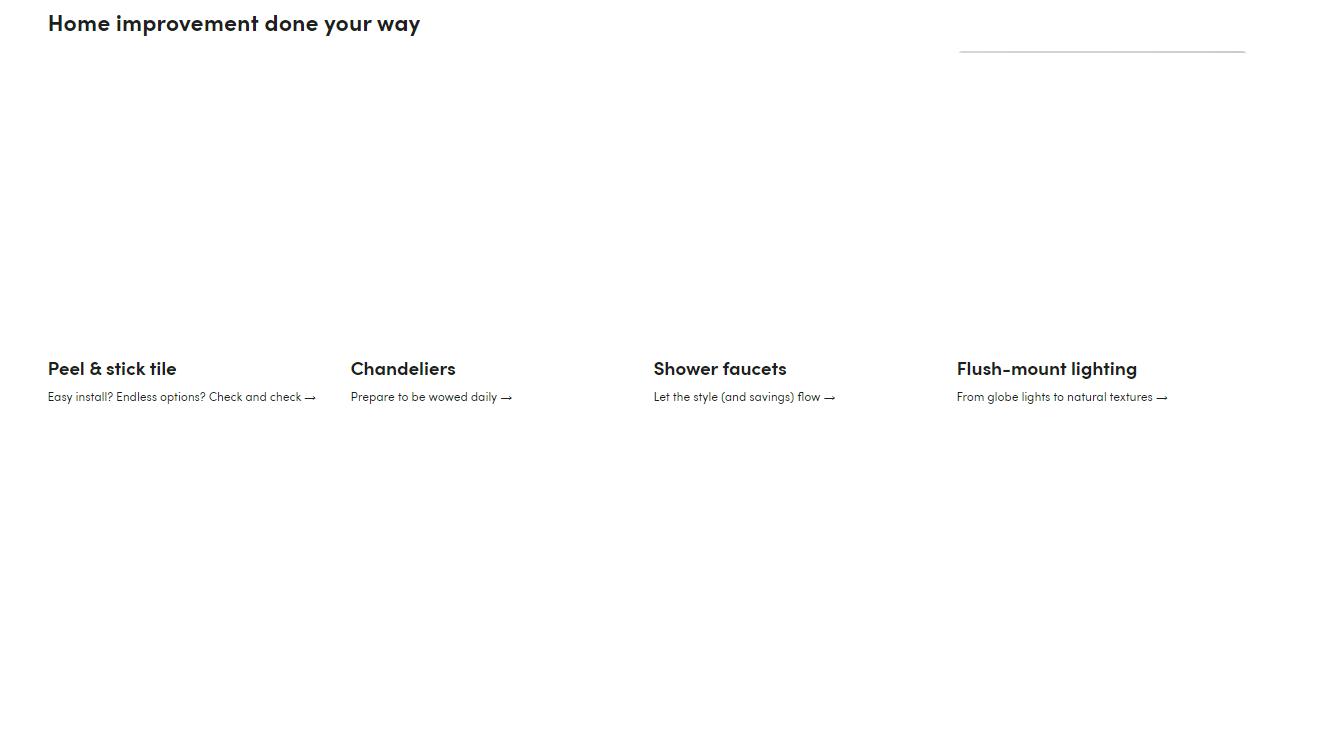 Home improvement done your way
Peel & stick tile
Easy install? Endless options? Check and check →
Chandeliers
Prepare to be wowed daily →
Shower faucets
Let the style (and savings) flow →
Flush-mount lighting
From globe lights to natural textures →